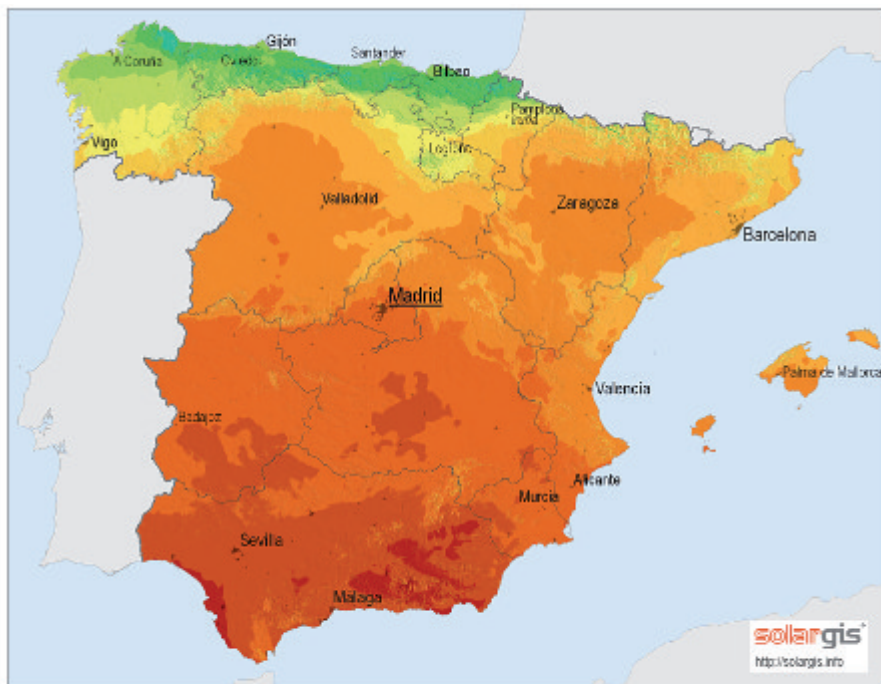 Gijón
Santander
A Coruña
Oviedo
Bilbao
Pamplona
Vigo
Logroño
Valladolid
Zaragoza
Barcelona
Madrid
Palma de Mallorca
Valencia
Badajoz
Alicante
Murcia
Sevilla
Málaga
solargis
http://solargis.info